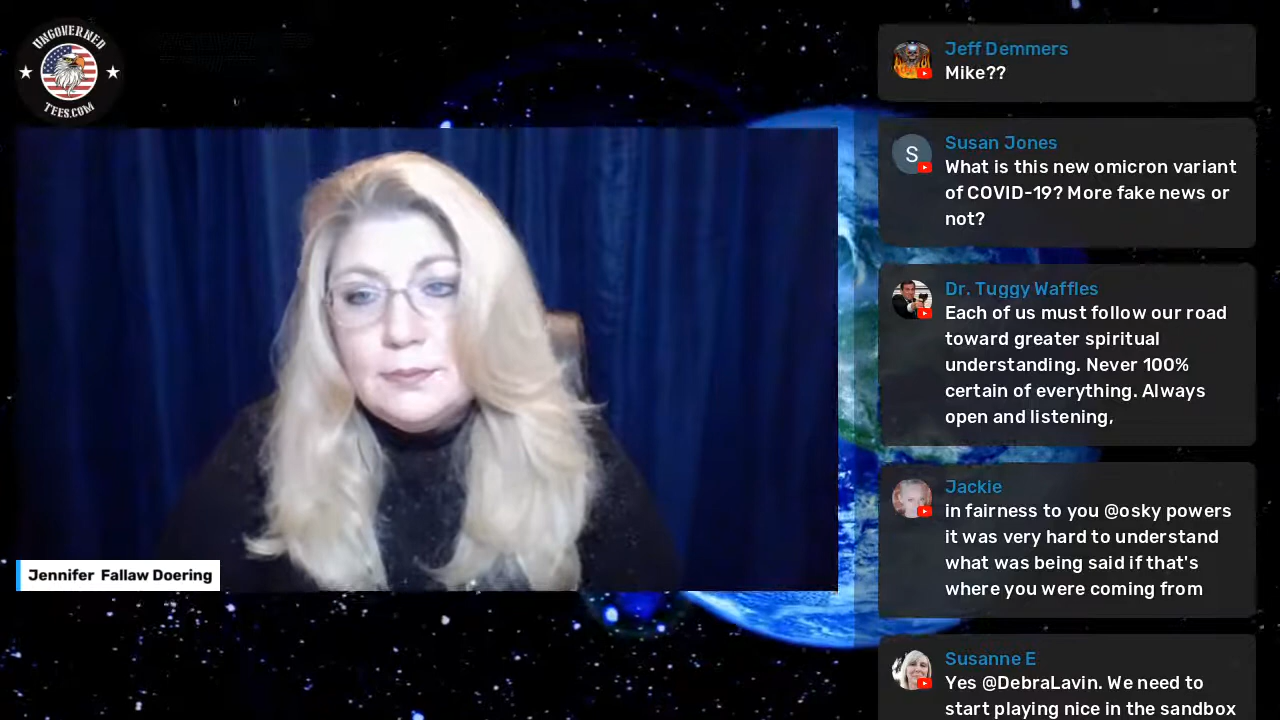 UNGOVERNED
TEES.COM
Jennifer Fallaw Doering
Jeff Demmers
Mike??
S
Susan Jones
What is this new omicron variant
of COVID-19? More fake news or
not?
Dr. Tuggy Waffles
Each of us must follow our road
toward greater spiritual
understanding. Never 100%
certain of everything. Always
open and listening,
Jackie
in fairness to you @osky powers
it was very hard to understand
what was being said if that's
where you were coming from
Susanne E
Yes @DebraLavin. We need to
start playing nice in the sandbox